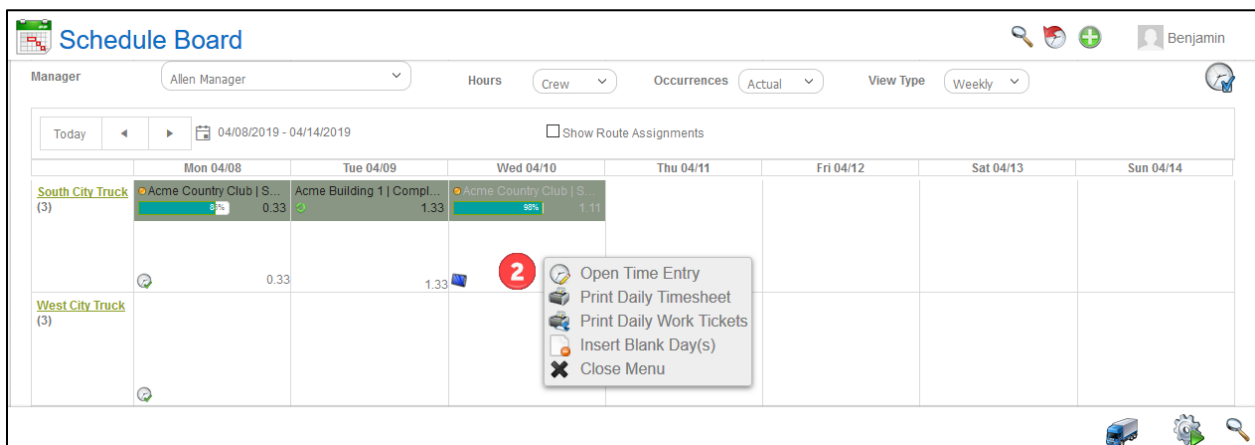 Schedule Board
Benjamin
Manager Allen Manager Hours Crew Occurrences Actual View Type Weekly
Today 04/08/2019 - 04/14/2019 Show Route Assignments
Mon 04/08 Tue 04/09 Wed 04/10 Thu 04/11 Fri 04/12 Sat 04/13 Sun 04/14
South City Truck Acme Country Club | S... Acme Building 1 | Compl... Acme Country Club | S...
(3) 0.33 1.33 98% 1.11
0.33 1.33
2
Open Time Entry
Print Daily Timesheet
Print Daily Work Tickets
Insert Blank Day(s)
Close Menu
West City Truck
(3)